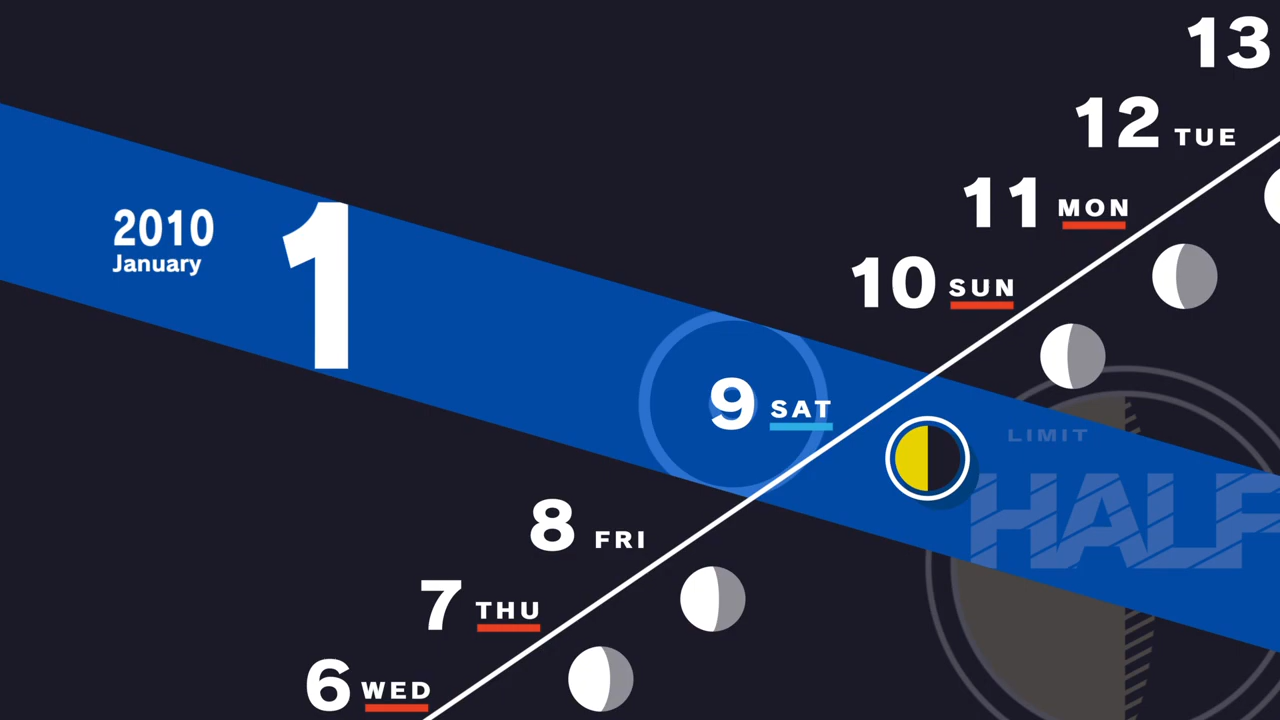 13
12 TUE
11 MON
10 SUN
2010
January
1
9 SAT
LIMIT
HALF
8 FRI
7 THU
6 WED